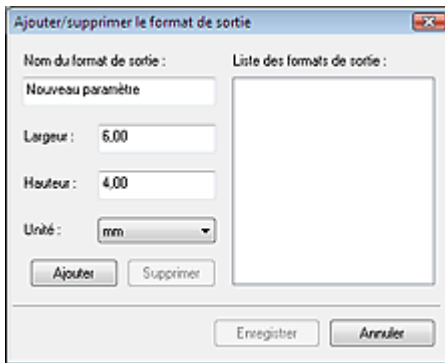 Ajouter/supprimer le format de sortie
Nom du format de sortie :
Nouveau paramètre
Largeur : 6,00
Hauteur : 4,00
Unité : mm
Ajouter Supprimer
Liste des formats de sortie :
Enregistrer Annuler